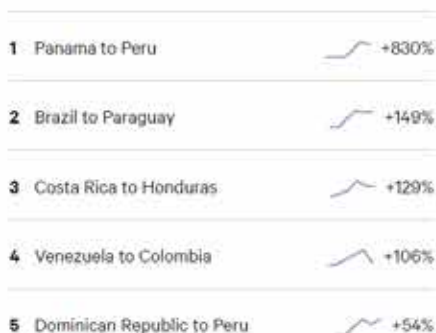 1 Panama to Peru +830%
2 Brazil to Paraguay +149%
3 Costa Rica to Honduras +129%
4 Venezuela to Colombia +106%
5 Dominican Republic to Peru +54%